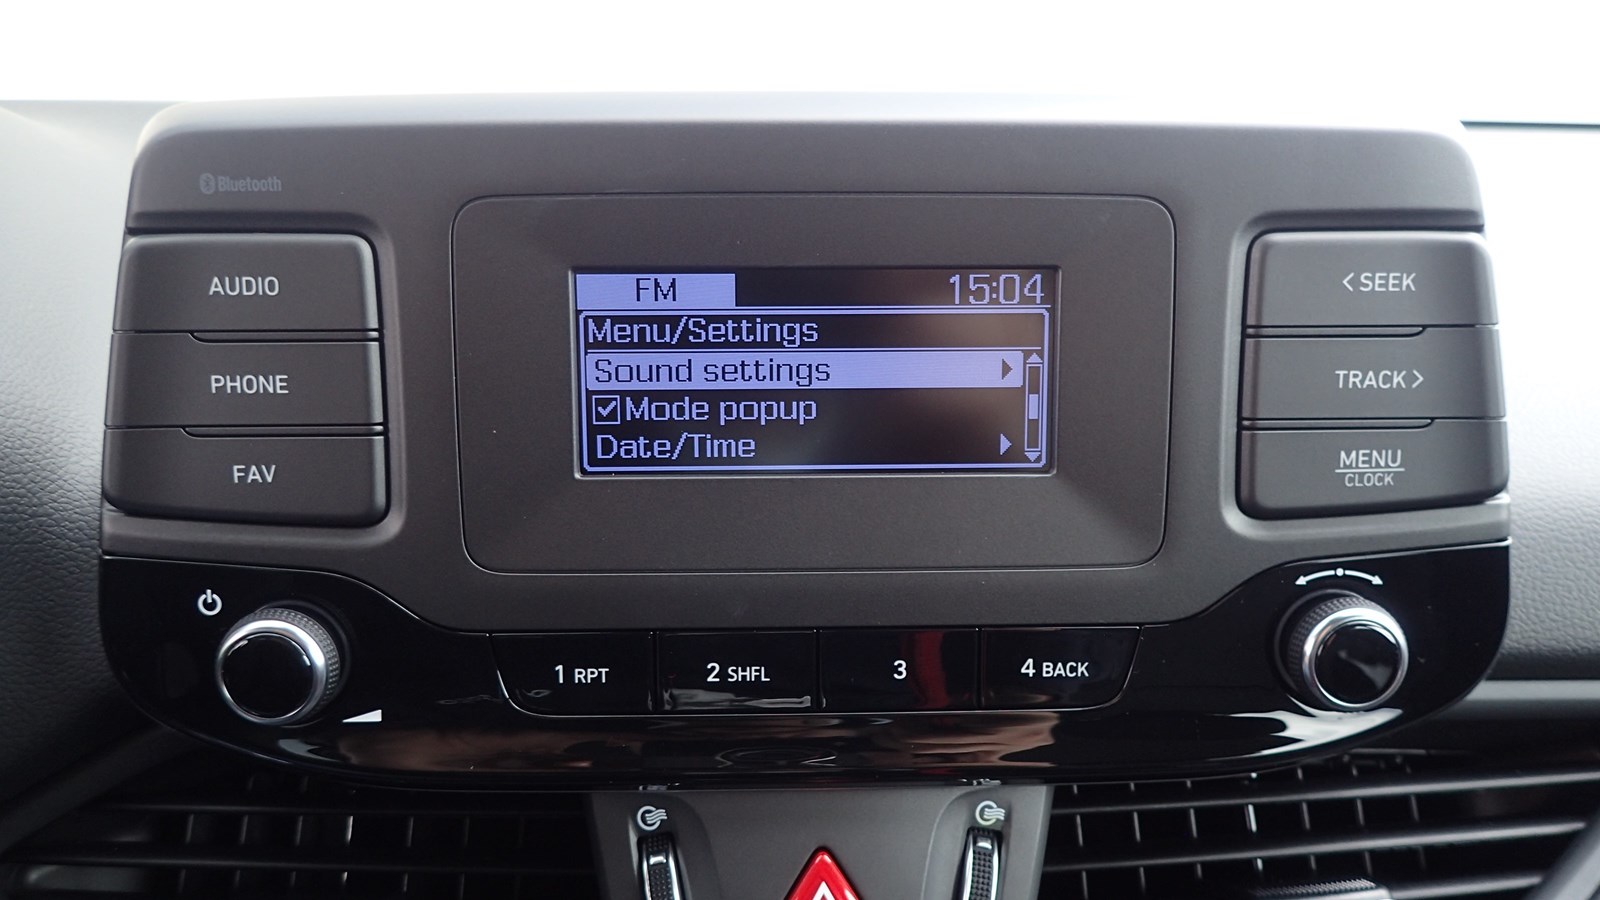 Bluetooth
AUDIO
PHONE
FAV
FM 15:04
Menu/Settings
Sound settings
Mode popup
Date/Time
< SEEK
TRACK >
MENU
CLOCK
1 RPT
2 SHFL
3
4 BACK